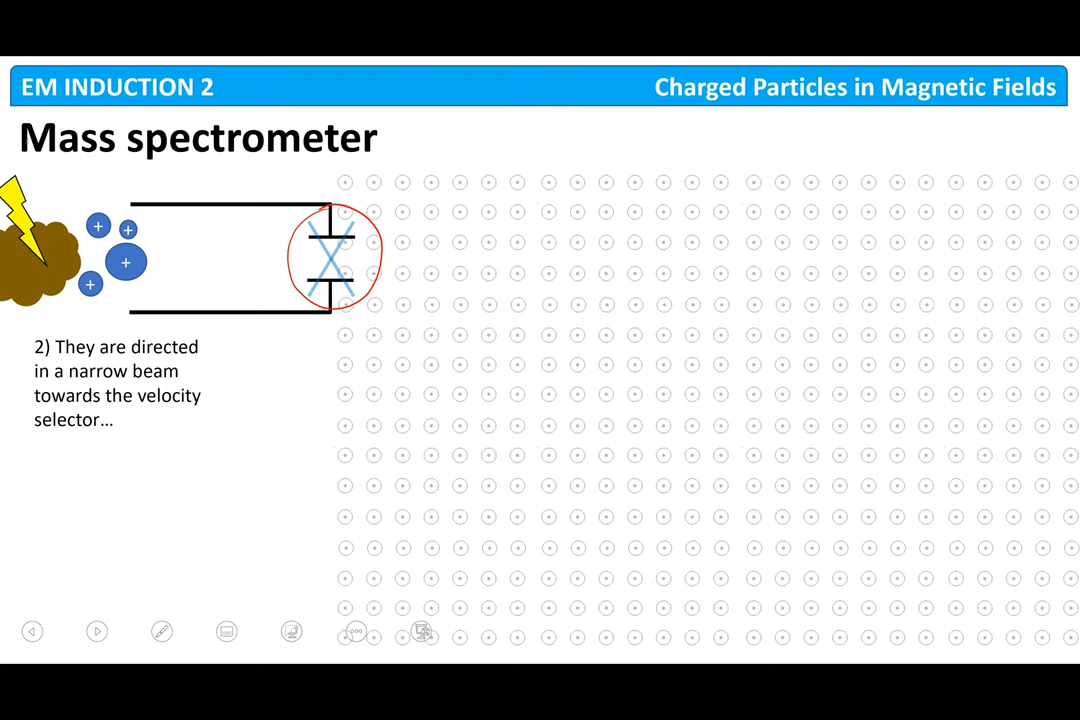 EM INDUCTION 2
Charged Particles in Magnetic Fields
Mass spectrometer
+
+
+
+
2) They are directed
in a narrow beam
towards the velocity
selector...